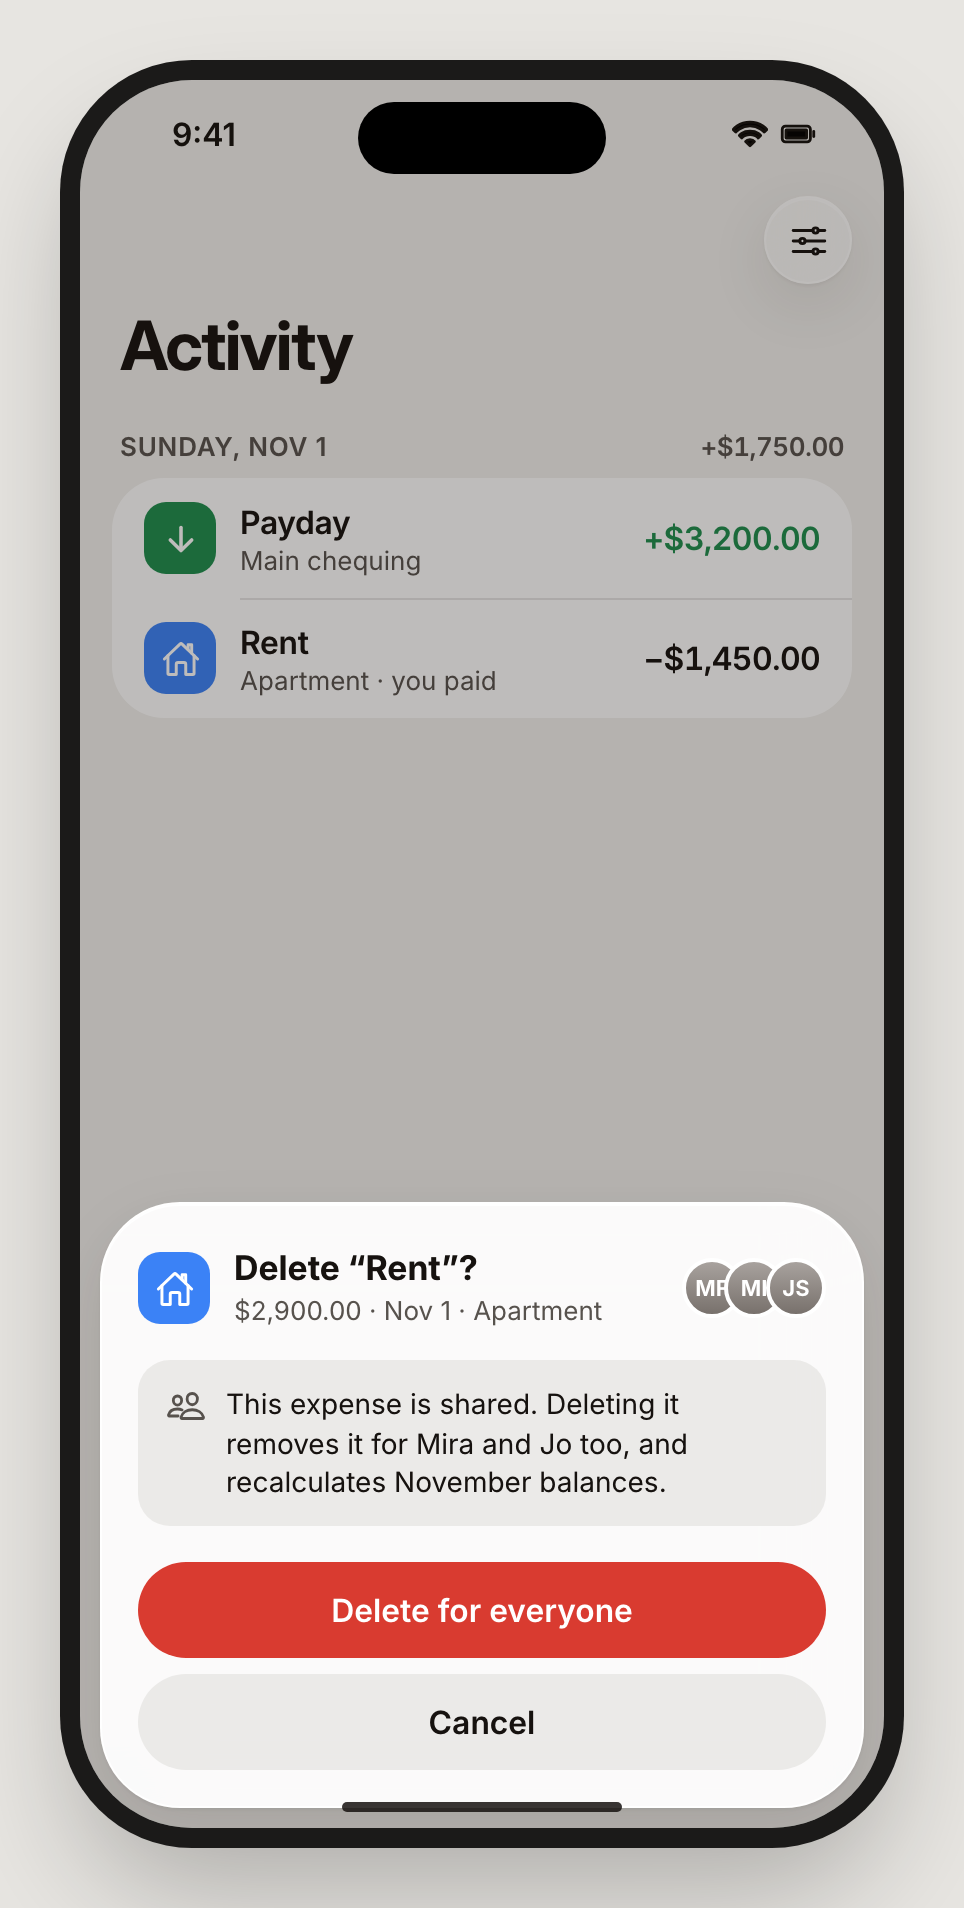 9:41
Activity
SUNDAY, NOV 1 +$1,750.00
Payday
Main chequing
+$3,200.00
Rent
Apartment · you paid
−$1,450.00
Delete “Rent”?
$2,900.00 · Nov 1 · Apartment
JS
This expense is shared. Deleting it
removes it for Mira and Jo too, and
recalculates November balances.
Delete for everyone
Cancel